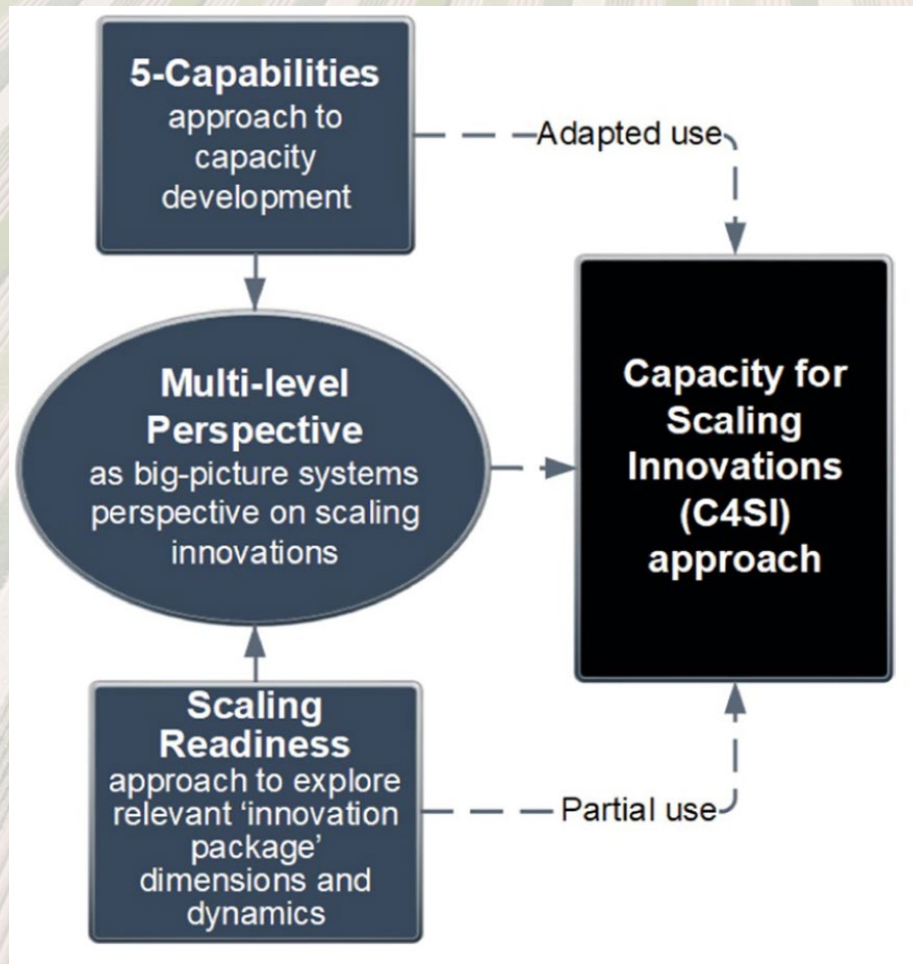 5-Capabilities
approach to
capacity
development
Adapted use
Multi-level
Perspective
as big-picture systems
perspective on scaling
innovations
Capacity for
Scaling
Innovations
(C4SI)
approach
Scaling
Readiness
approach to explore
relevant ‘innovation
package’
dimensions and
dynamics
Partial use